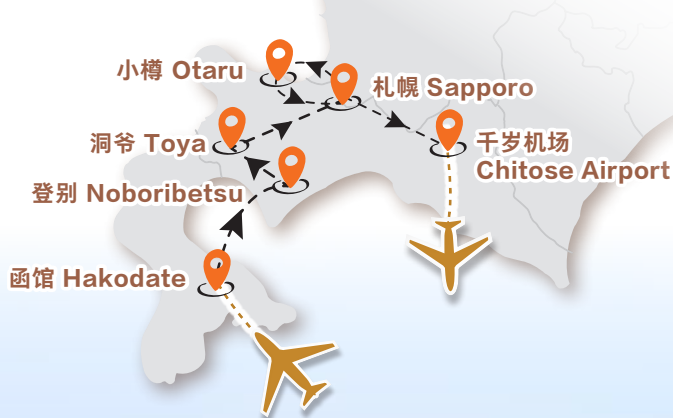 小樽 Otaru
札幌 Sapporo
洞爷 Toya
千岁机场
Chitose Airport
登别 Noboribetsu
函馆 Hakodate